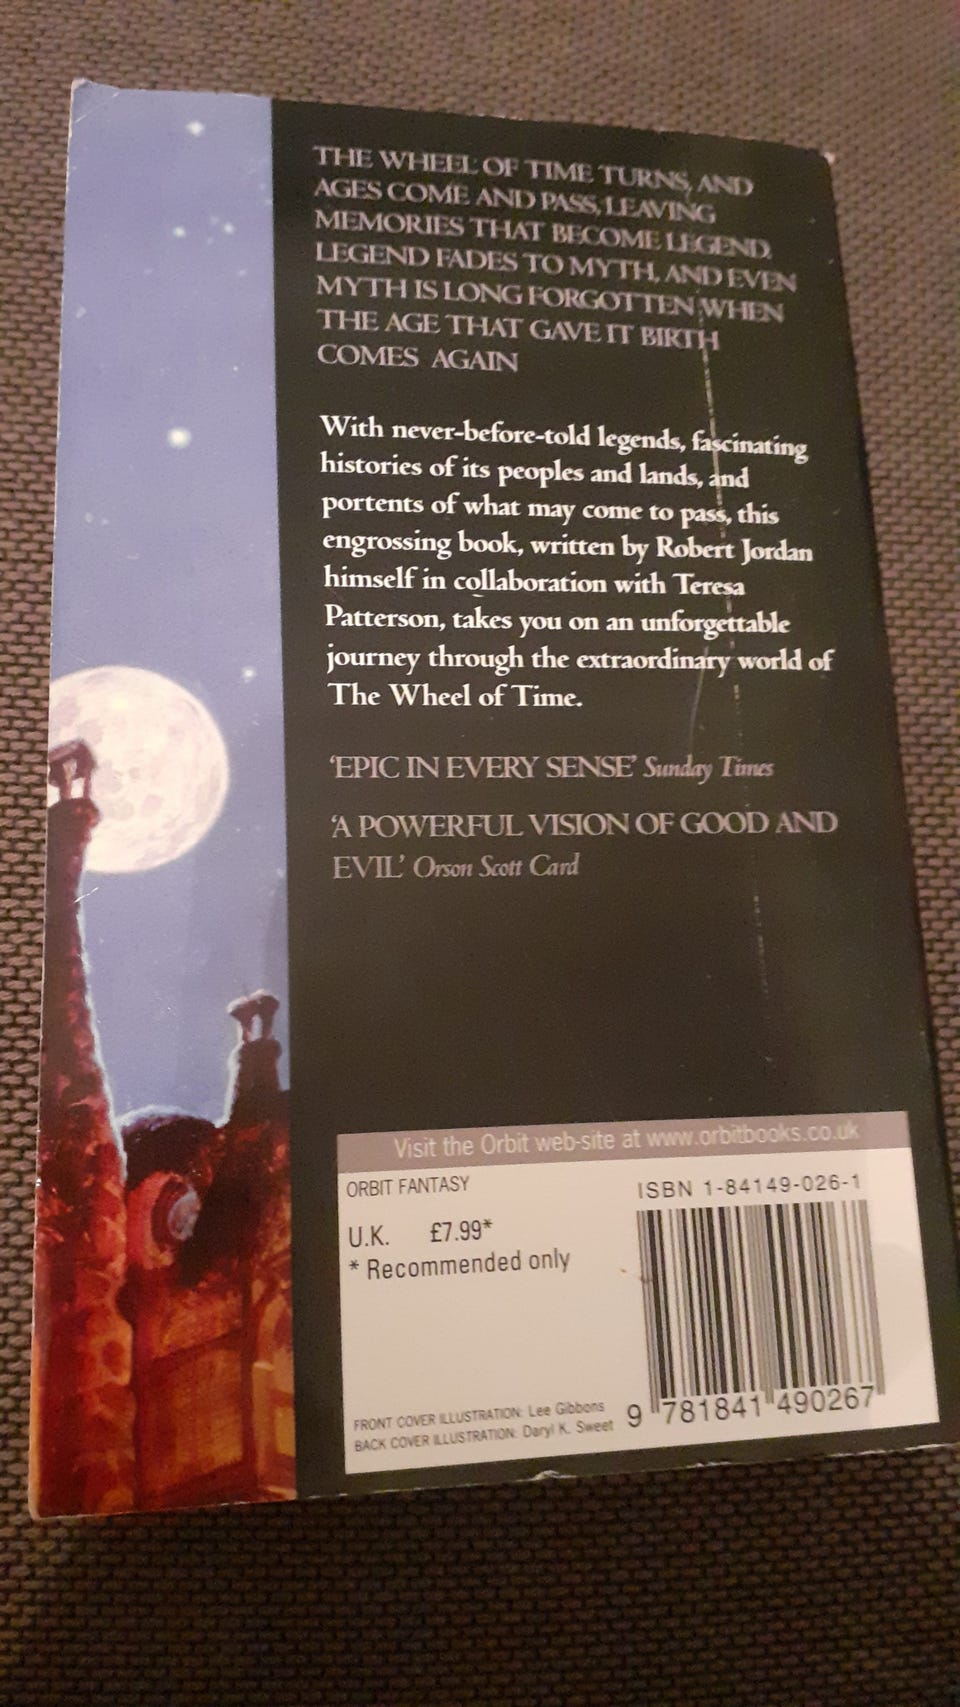 THE WHEEL OF TIME TURNS, AND
AGES COME AND PASS, LEAVING
MEMORIES THAT BECOME LEGEND.
LEGEND FADES TO MYTH, AND EVEN
MYTH IS LONG FORGOTTEN WHEN
THE AGE THAT GAVE IT BIRTH
COMES AGAIN
With never-before-told legends, fascinating
histories of its peoples and lands, and
portents of what may come to pass, this
engrossing book, written by Robert Jordan
himself in collaboration with Teresa
Patterson, takes you on an unforgettable
journey through the extraordinary world of
The Wheel of Time.
‘EPIC IN EVERY SENSE’ Sunday Times
‘A POWERFUL VISION OF GOOD AND
EVIL’ Orson Scott Card
Visit the Orbit web-site at www.orbitbooks.co.uk
ORBIT FANTASY
U.K. £7.99*
* Recommended only
ISBN 1-84149-026-1
FRONT COVER ILLUSTRATION: Lee Gibbons
BACK COVER ILLUSTRATION: Daryl K. Sweet
9 781841 490267